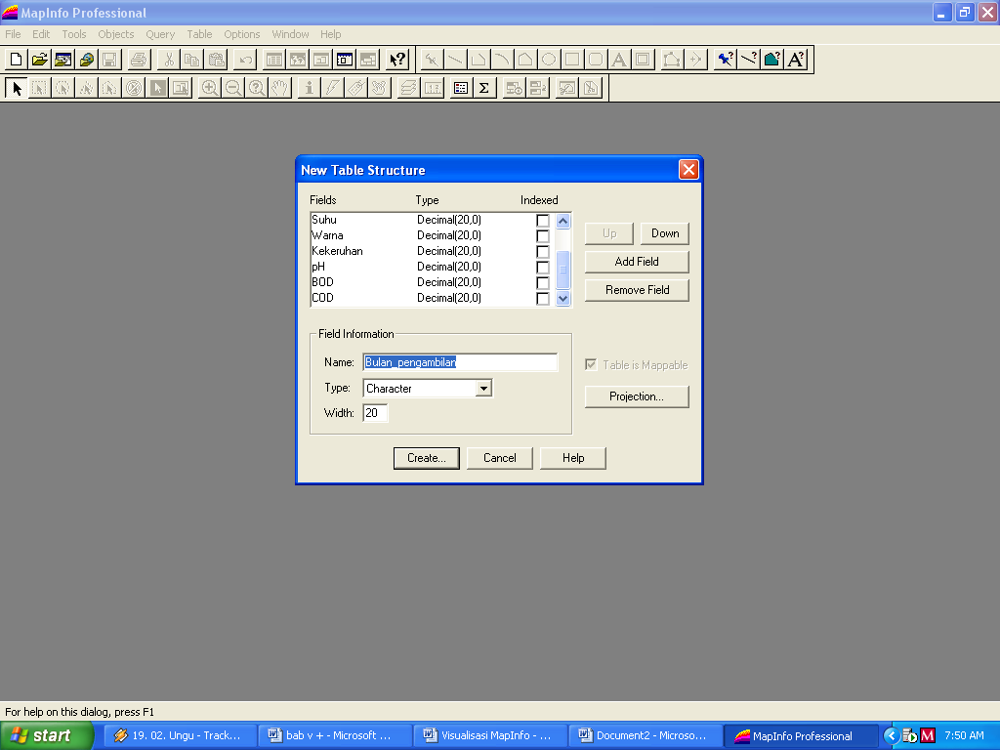 MapInfo Professional
File Edit Tools Objects Query Table Options Window Help
New Table Structure
Fields Type Indexed
Suhu Decimal(20,0)
Warna Decimal(20,0)
Kekeruhan Decimal(20,0)
pH Decimal(20,0)
BOD Decimal(20,0)
COD Decimal(20,0)
Up Down
Add Field
Remove Field
Field Information
Name: Bulan_pengambilan
Type: Character
Width: 20
Table is Mappable
Projection...
Create... Cancel Help
For help on this dialog, press F1
start 19. 02. Ungu - Track... bab v + - Microsoft ... Visualisasi MapInfo - ... Document2 - Microso... MapInfo Professional 7:50 AM